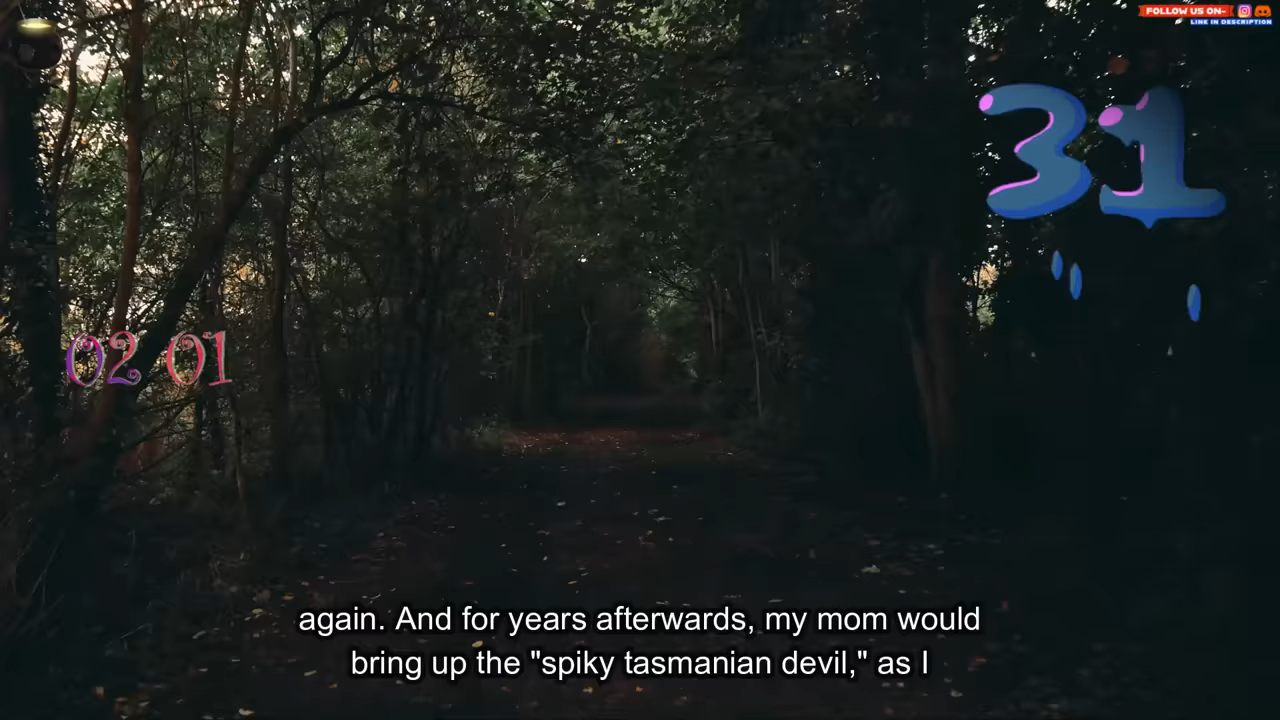 FOLLOW US ON-
LINK IN DESCRIPTION
31
02 01
again. And for years afterwards, my mom would
bring up the "spiky tasmanian devil," as I